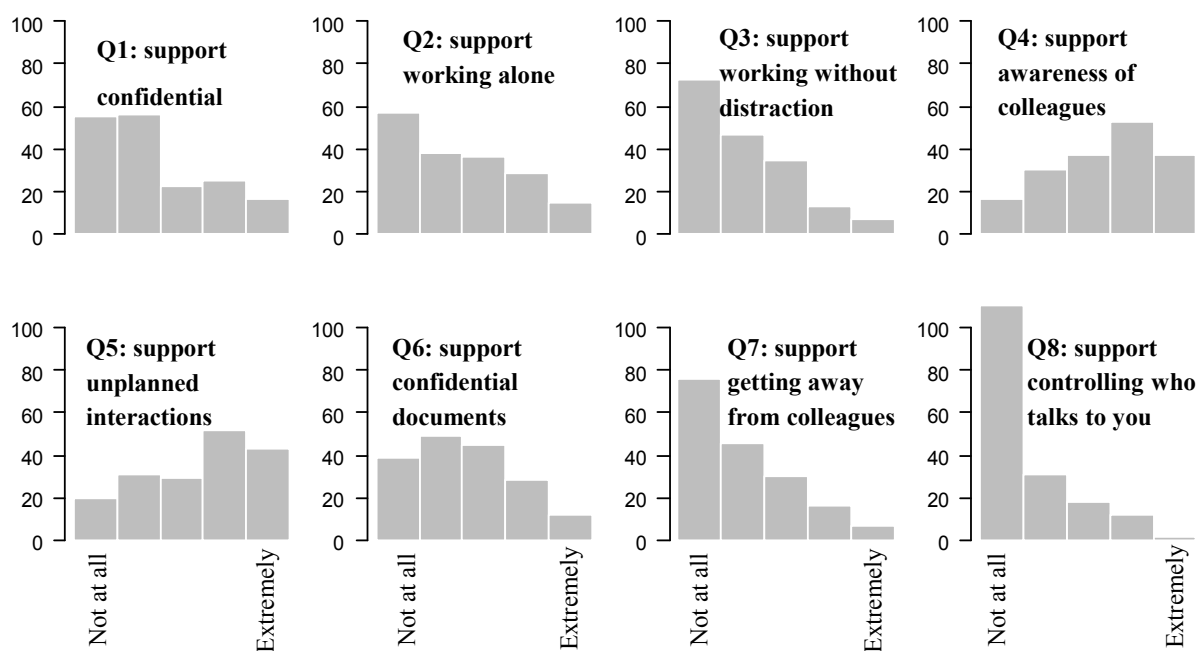 100
80
60
40
20
0
Q1: support
confidential
100
80
60
40
20
0
Q2: support
working alone
100
80
60
40
20
0
Q3: support
working without
distraction
100
80
60
40
20
0
Q4: support
awareness of
colleagues
100
80
60
40
20
0
Q5: support
unplanned
interactions
Not at all
Extremely
100
80
60
40
20
0
Q6: support
confidential
documents
Not at all
Extremely
100
80
60
40
20
0
Q7: support
getting away
from colleagues
Not at all
Extremely
100
80
60
40
20
0
Q8: support
controlling who
talks to you
Not at all
Extremely